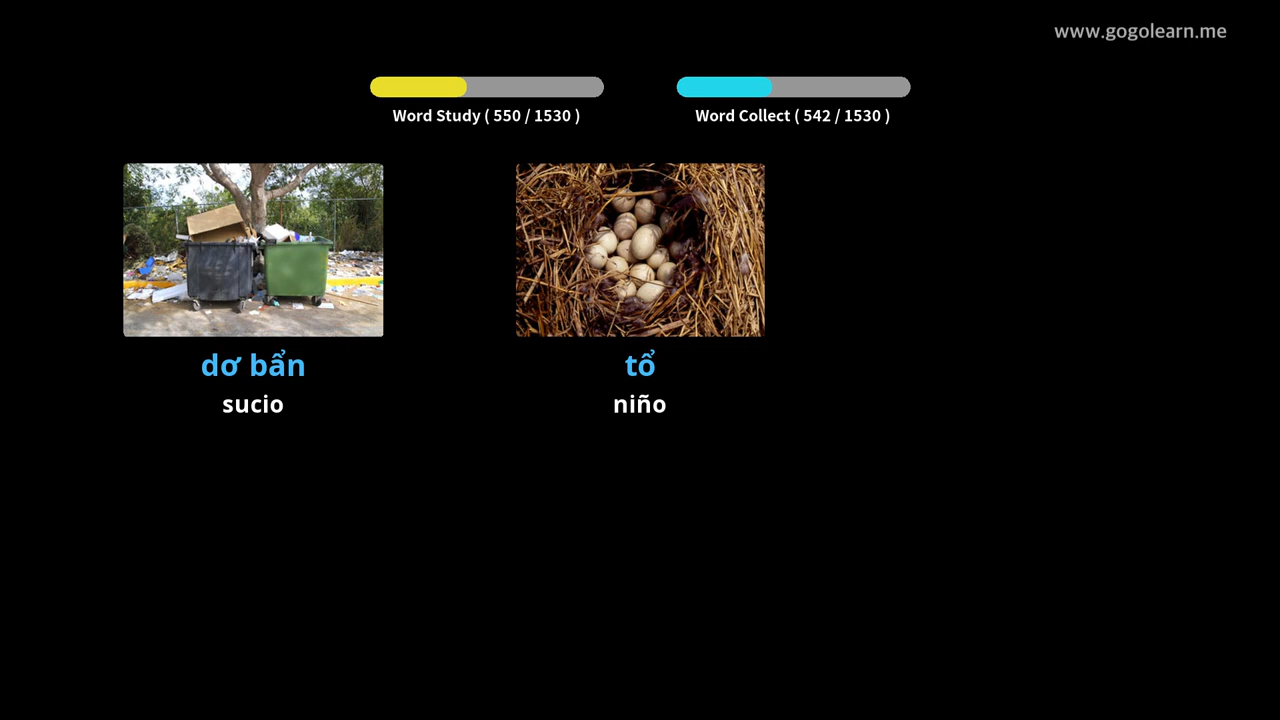 www.gogolearn.me
Word Study ( 550 / 1530 )
Word Collect ( 542 / 1530 )
dơ bẩn
sucio
tổ
niño